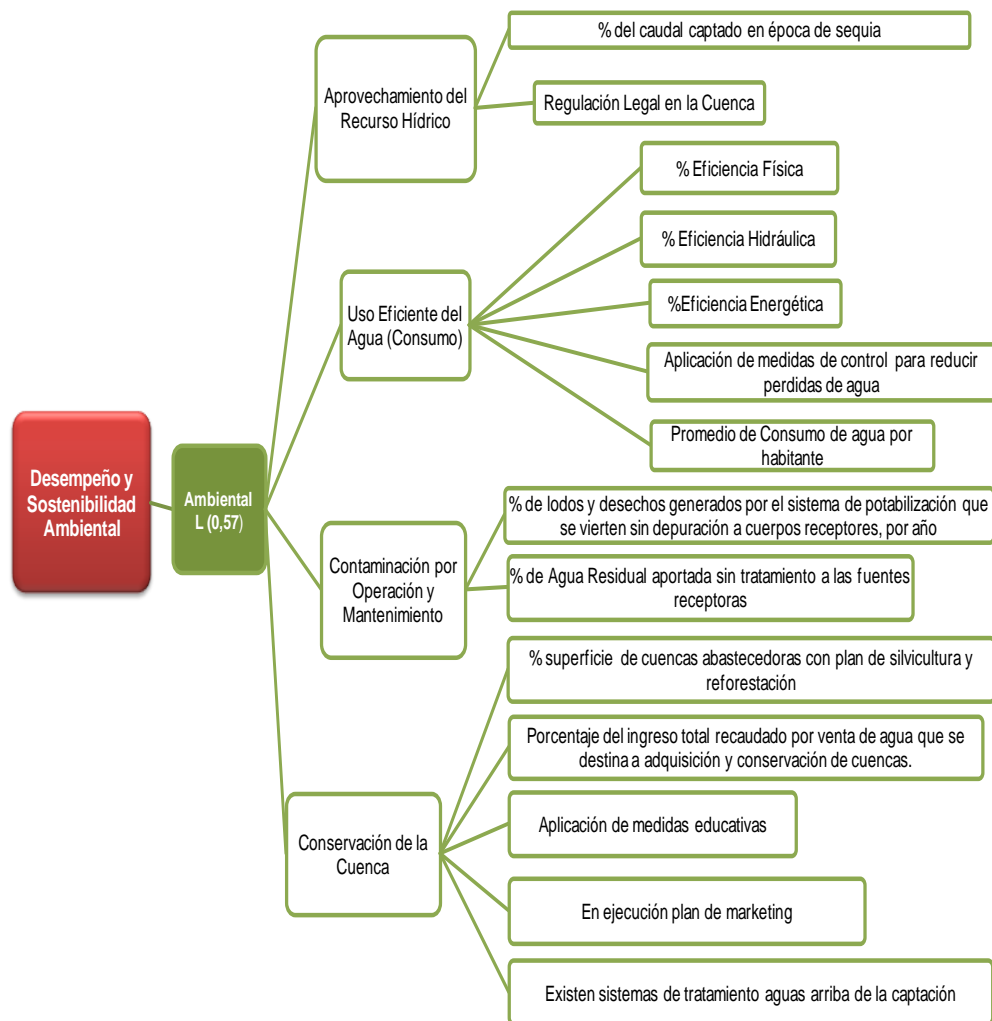 Desempeño y
Sostenibilidad
Ambiental
Ambiental
L (0,57)
Aprovechamiento del
Recurso Hídrico
% del caudal captado en época de sequia
Regulación Legal en la Cuenca
Uso Eficiente del
Agua (Consumo)
% Eficiencia Física
% Eficiencia Hidráulica
%Eficiencia Energética
Aplicación de medidas de control para reducir
perdidas de agua
Promedio de Consumo de agua por
habitante
Contaminación por
Operación y
Mantenimiento
% de lodos y desechos generados por el sistema de potabilización que
se vierten sin depuración a cuerpos receptores, por año
% de Agua Residual aportada sin tratamiento a las fuentes
receptoras
Conservación de la
Cuenca
% superficie de cuencas abastecedoras con plan de silvicultura y
reforestación
Porcentaje del ingreso total recaudado por venta de agua que se
destina a adquisición y conservación de cuencas.
Aplicación de medidas educativas
En ejecución plan de marketing
Existen sistemas de tratamiento aguas arriba de la captación